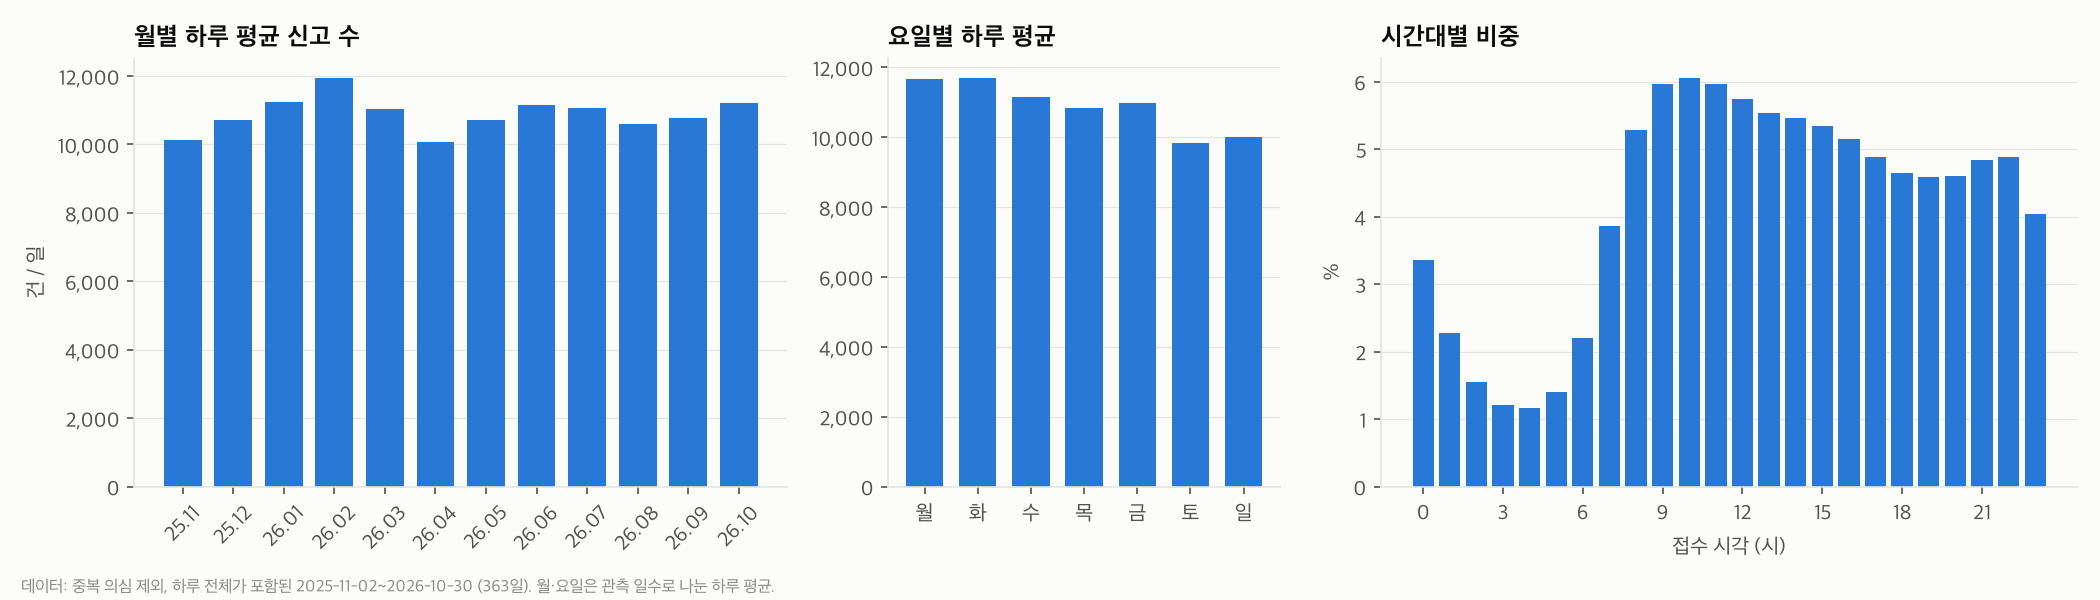 월별 하루 평균 신고 수
건 / 일
12,000
10,000
8,000
6,000
4,000
2,000
0
25.11 25.12 26.01 26.02 26.03 26.04 26.05 26.06 26.07 26.08 26.09 26.10
요일별 하루 평균
12,000
10,000
8,000
6,000
4,000
2,000
0
월 화 수 목 금 토 일
시간대별 비중
%
6
5
4
3
2
1
0
0 3 6 9 12 15 18 21
접수 시각 (시)
데이터: 중복 의심 제외, 하루 전체가 포함된 2025-11-02~2026-10-30 (363일). 월·요일은 관측 일수로 나눈 하루 평균.